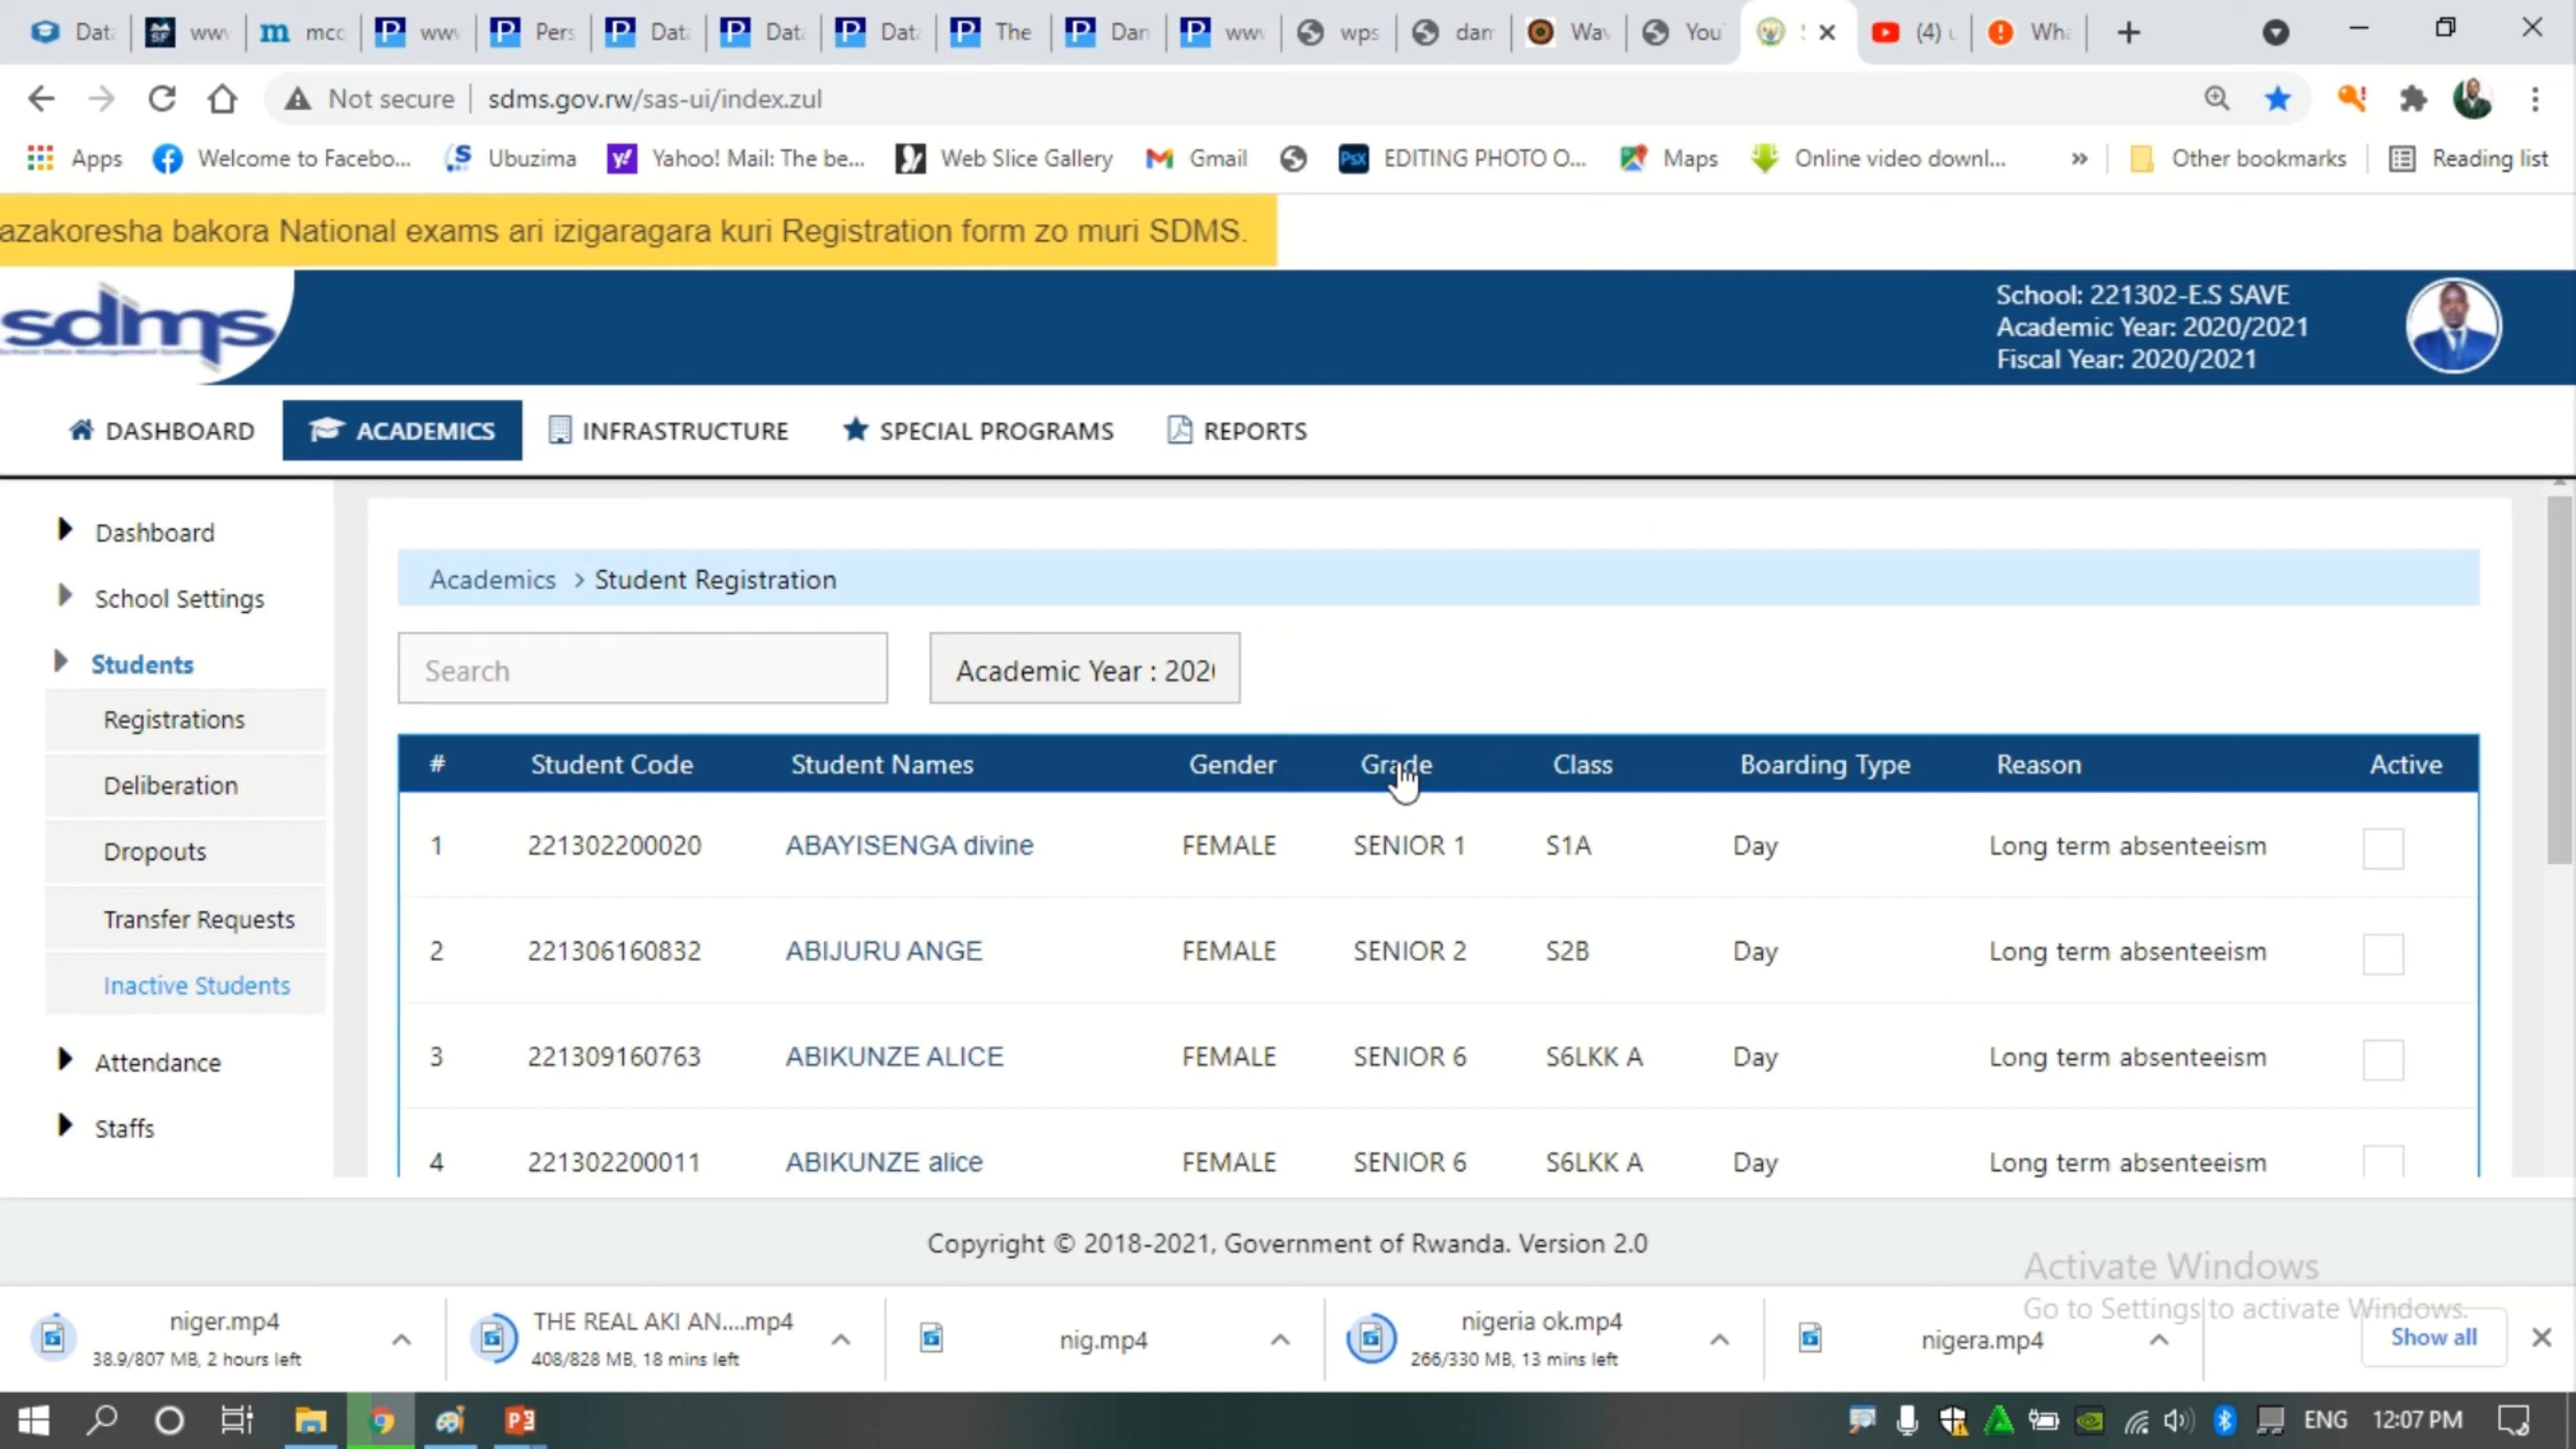 Data
www
mcc
www
Pers
Data
Data
Data
The
Dan
www
wps
dam
Wav
You
(4) u
Wha
Not secure
sdms.gov.rw/sas-ui/index.zul
Apps
Welcome to Facebo...
Ubuzima
Yahoo! Mail: The be...
Web Slice Gallery
Gmail
EDITING PHOTO O...
Maps
Online video downl...
»
Other bookmarks
Reading list
azakoresha bakora National exams ari izigaragara kuri Registration form zo muri SDMS.
sdms
School: 221302-E.S SAVE
Academic Year: 2020/2021
Fiscal Year: 2020/2021
DASHBOARD
ACADEMICS
INFRASTRUCTURE
SPECIAL PROGRAMS
REPORTS
Dashboard
School Settings
Students
Registrations
Deliberation
Dropouts
Transfer Requests
Inactive Students
Attendance
Staffs
Academics > Student Registration
Search
Academic Year : 202
# Student Code Student Names Gender Grade Class Boarding Type Reason Active
1 221302200020 ABAYISENGA divine FEMALE SENIOR 1 S1A Day Long term absenteeism
2 221306160832 ABIJURU ANGE FEMALE SENIOR 2 S2B Day Long term absenteeism
3 221309160763 ABIKUNZE ALICE FEMALE SENIOR 6 S6LKK A Day Long term absenteeism
4 221302200011 ABIKUNZE alice FEMALE SENIOR 6 S6LKK A Day Long term absenteeism
Copyright © 2018-2021, Government of Rwanda. Version 2.0
Activate Windows
Go to Settings to activate Windows.
niger.mp4
38.9/807 MB, 2 hours left
THE REAL AKI AN....mp4
408/828 MB, 18 mins left
nig.mp4
nigeria ok.mp4
266/330 MB, 13 mins left
nigera.mp4
Show all
ENG
12:07 PM